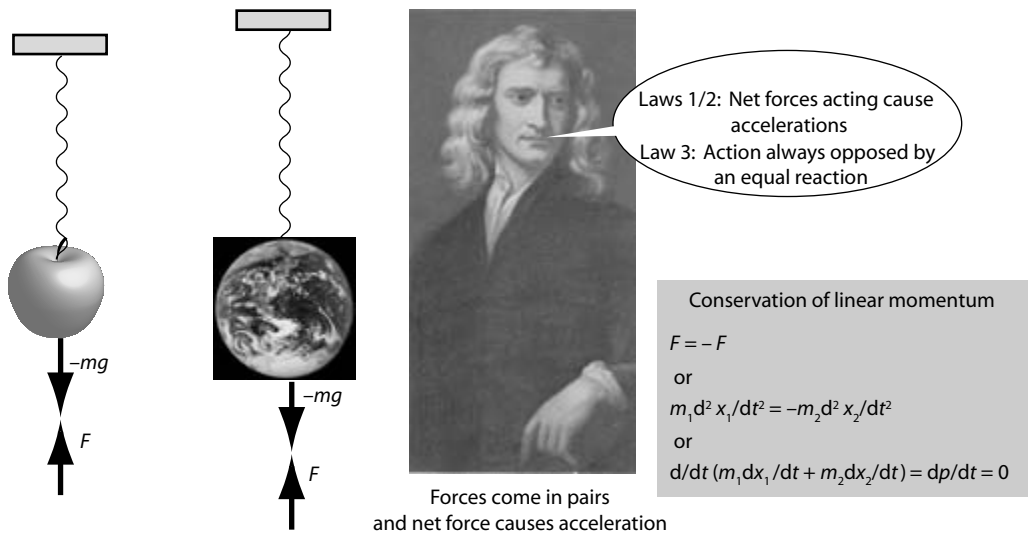 –mg
F
–mg
F
Laws 1/2: Net forces acting cause
accelerations
Law 3: Action always opposed by
an equal reaction
Forces come in pairs
and net force causes acceleration
Conservation of linear momentum
F = – F
or
m₁d² x₁/dt² = –m₂d² x₂/dt²
or
d/dt (m₁dx₁/dt + m₂dx₂/dt) = dp/dt = 0